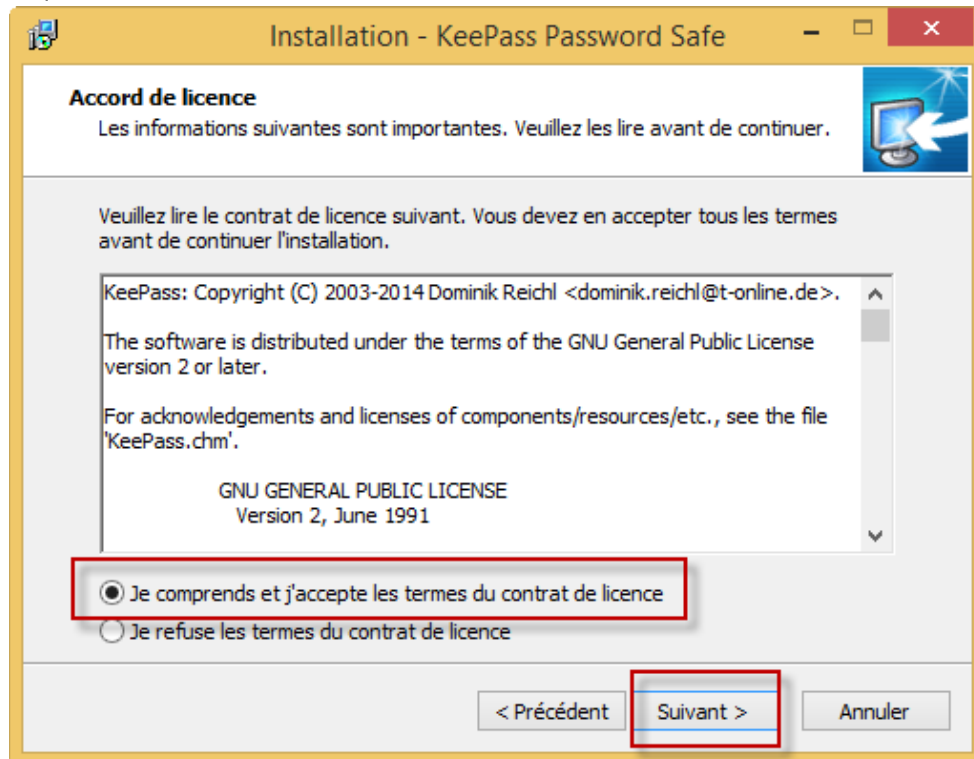 Installation - KeePass Password Safe
Accord de licence
Les informations suivantes sont importantes. Veuillez les lire avant de continuer.
Veuillez lire le contrat de licence suivant. Vous devez en accepter tous les termes
avant de continuer l'installation.
KeePass: Copyright (C) 2003-2014 Dominik Reichl <dominik.reichl@t-online.de>.
The software is distributed under the terms of the GNU General Public License
version 2 or later.
For acknowledgements and licenses of components/resources/etc., see the file
'KeePass.chm'.
GNU GENERAL PUBLIC LICENSE
Version 2, June 1991
Je comprends et j'accepte les termes du contrat de licence
Je refuse les termes du contrat de licence
< Précédent Suivant > Annuler